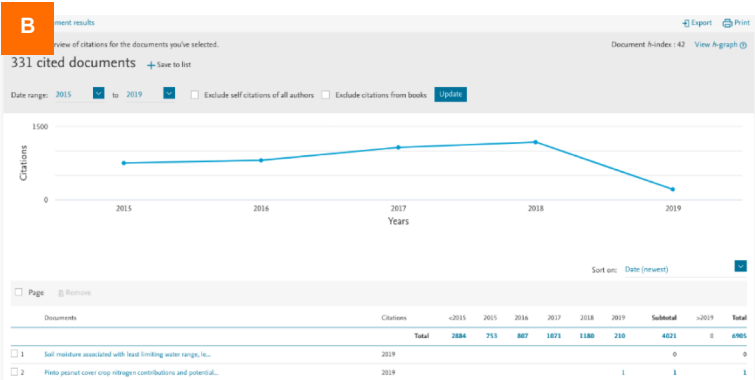 B
ment results
Export Print
rview of citations for the documents you've selected.
Document h-index : 42 View h-graph
331 cited documents + Save to list
Date range: 2015 to 2019 Exclude self citations of all authors Exclude citations from books Update
1500
Citations
0
2015 2016 2017 2018 2019
Years
Sort on: Date (newest)
Page Remove
Documents Citations <2015 2015 2016 2017 2018 2019 Subtotal >2019 Total
Total 2884 753 807 1071 1180 210 4021 0 6905
1 Soil moisture associated with least limiting water range, le... 2019 0 0
2 Pinto peanut cover crop nitrogen contributions and potential... 2019 1 1 1